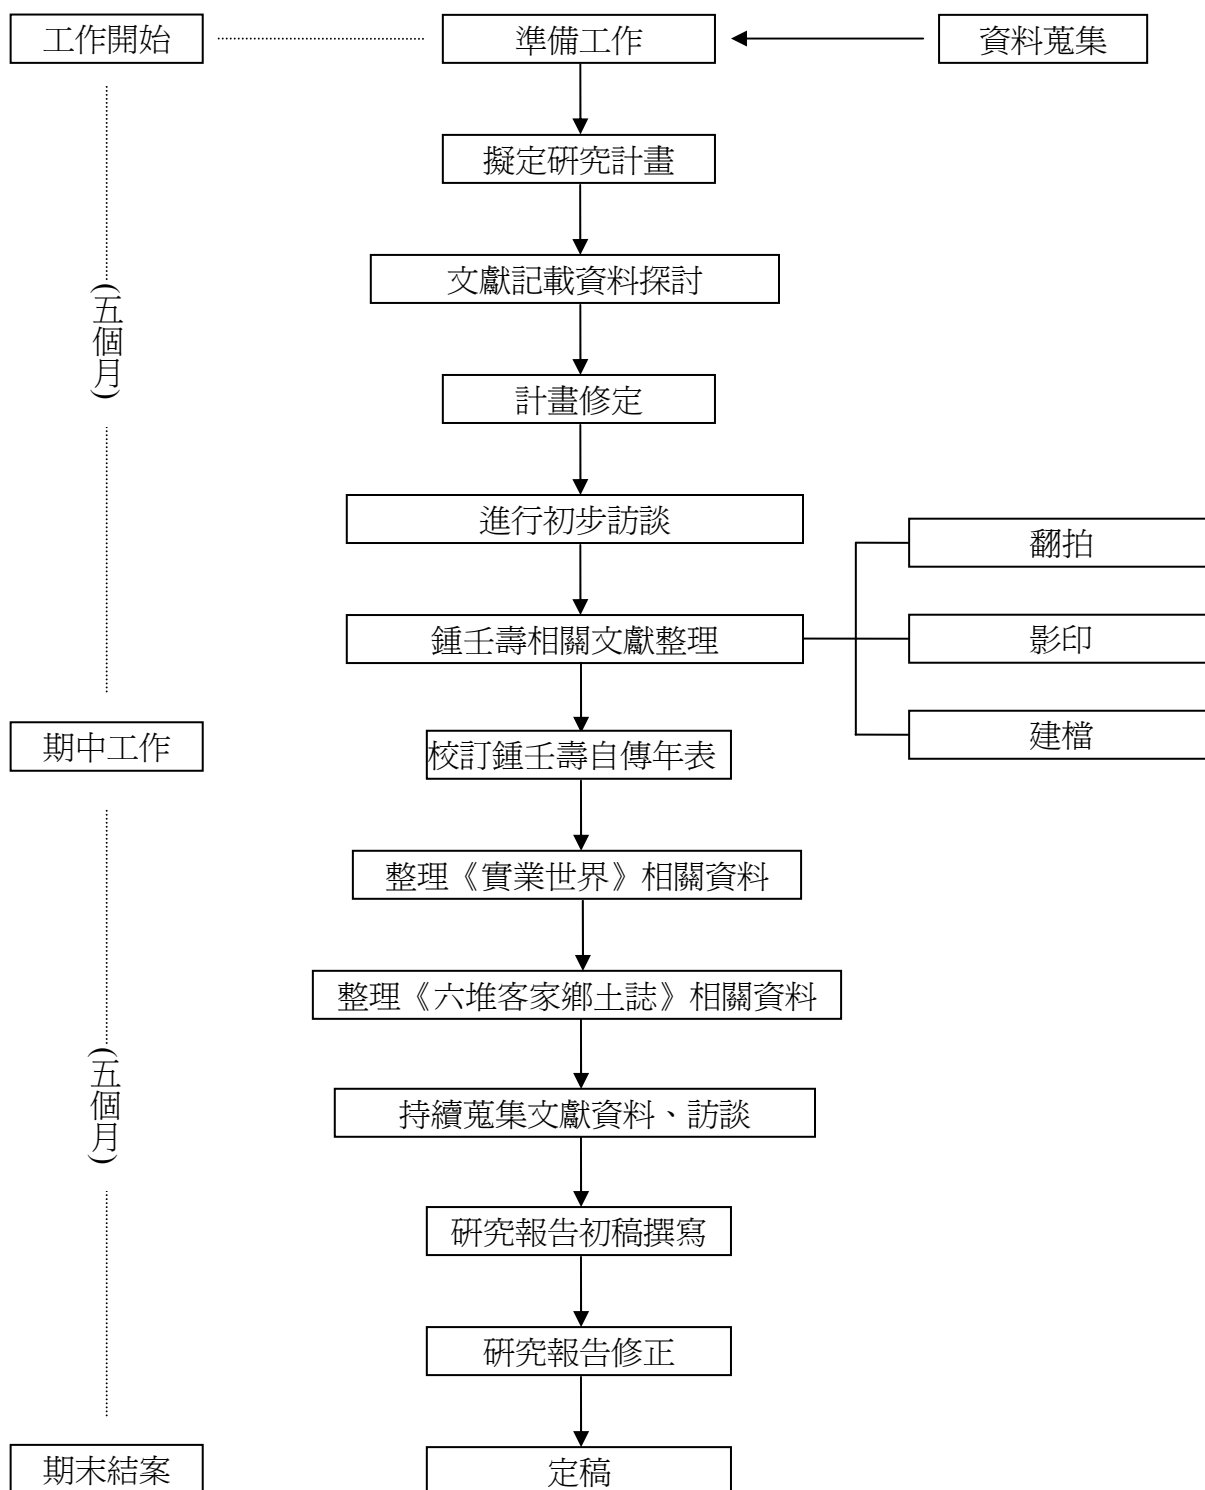 工作開始
準備工作
資料蒐集
擬定研究計畫
文獻記載資料探討
(五個月)
計畫修定
進行初步訪談
翻拍
鍾壬壽相關文獻整理
影印
期中工作
校訂鍾壬壽自傳年表
建檔
整理《實業世界》相關資料
整理《六堆客家鄉土誌》相關資料
(五個月)
持續蒐集文獻資料、訪談
研究報告初稿撰寫
研究報告修正
期末結案
定稿